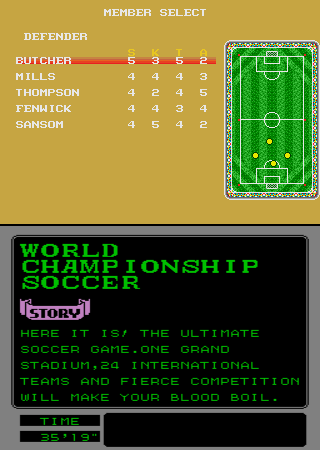 MEMBER SELECT
DEFENDER
S K T A
BUTCHER 5 3 5 2
MILLS 4 4 4 3
THOMPSON 4 2 4 5
FENWICK 4 4 3 4
SANSOM 4 5 4 2
WORLD
CHAMPIONSHIP
SOCCER
STORY
HERE IT IS! THE ULTIMATE
SOCCER GAME.ONE GRAND
STADIUM,24 INTERNATIONAL
TEAMS AND FIERCE COMPETITION
WILL MAKE YOUR BLOOD BOIL.
TIME
35'19"